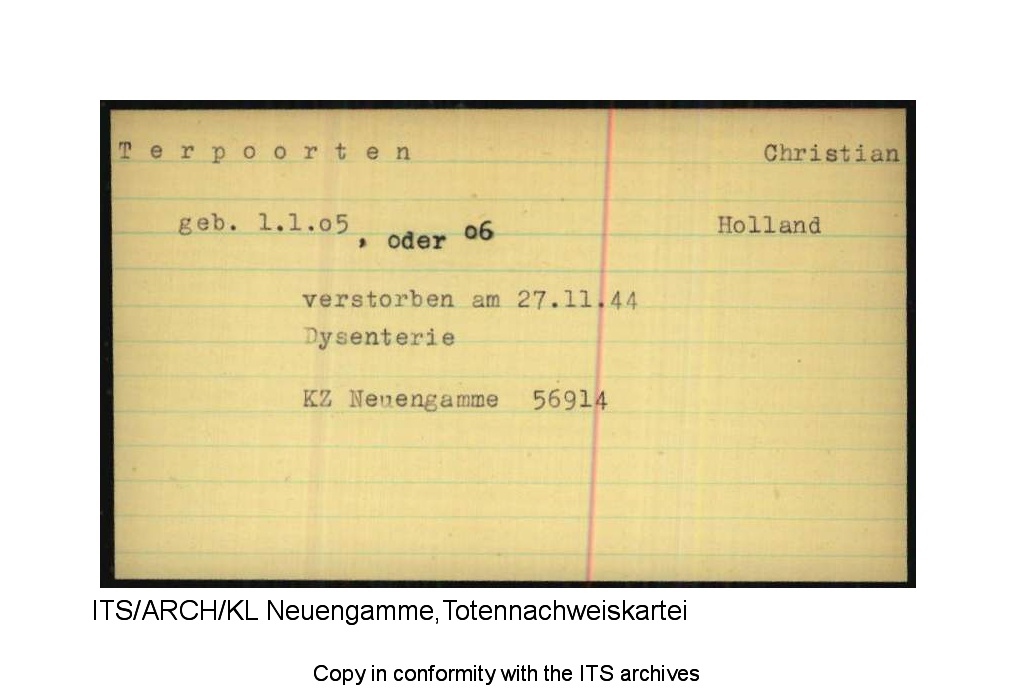 Terpoorten Christian
geb. 1.1.o5, oder o6 Holland
verstorben am 27.11.44
Dysenterie
KZ Neuengamme 56914
ITS/ARCH/KL Neuengamme, Totennachweiskartei
Copy in conformity with the ITS archives